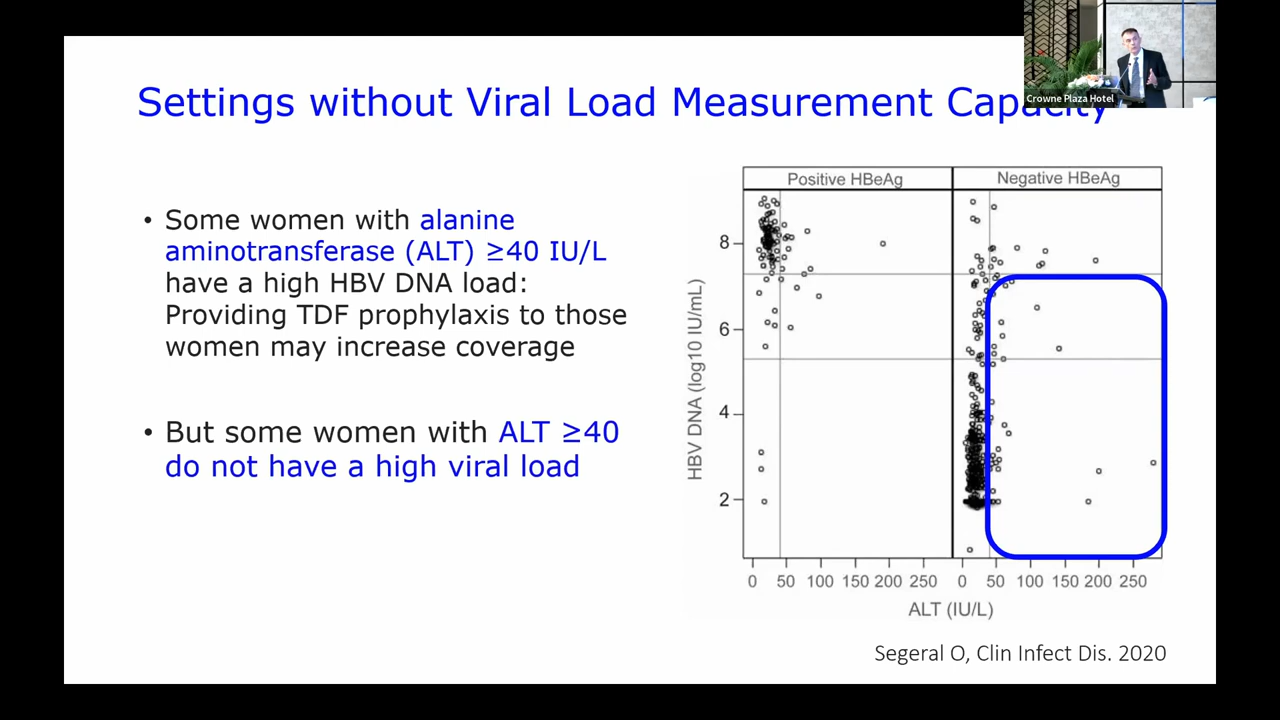 Crowne Plaza Hotel
Settings without Viral Load Measurement Capacity
• Some women with alanine
aminotransferase (ALT) ≥40 IU/L
have a high HBV DNA load:
Providing TDF prophylaxis to those
women may increase coverage
• But some women with ALT ≥40
do not have a high viral load
Positive HBeAg
Negative HBeAg
HBV DNA (log10 IU/mL)
8
6
4
2
0 50 100 150 200 250
0 50 100 150 200 250
ALT (IU/L)
Segeral O, Clin Infect Dis. 2020